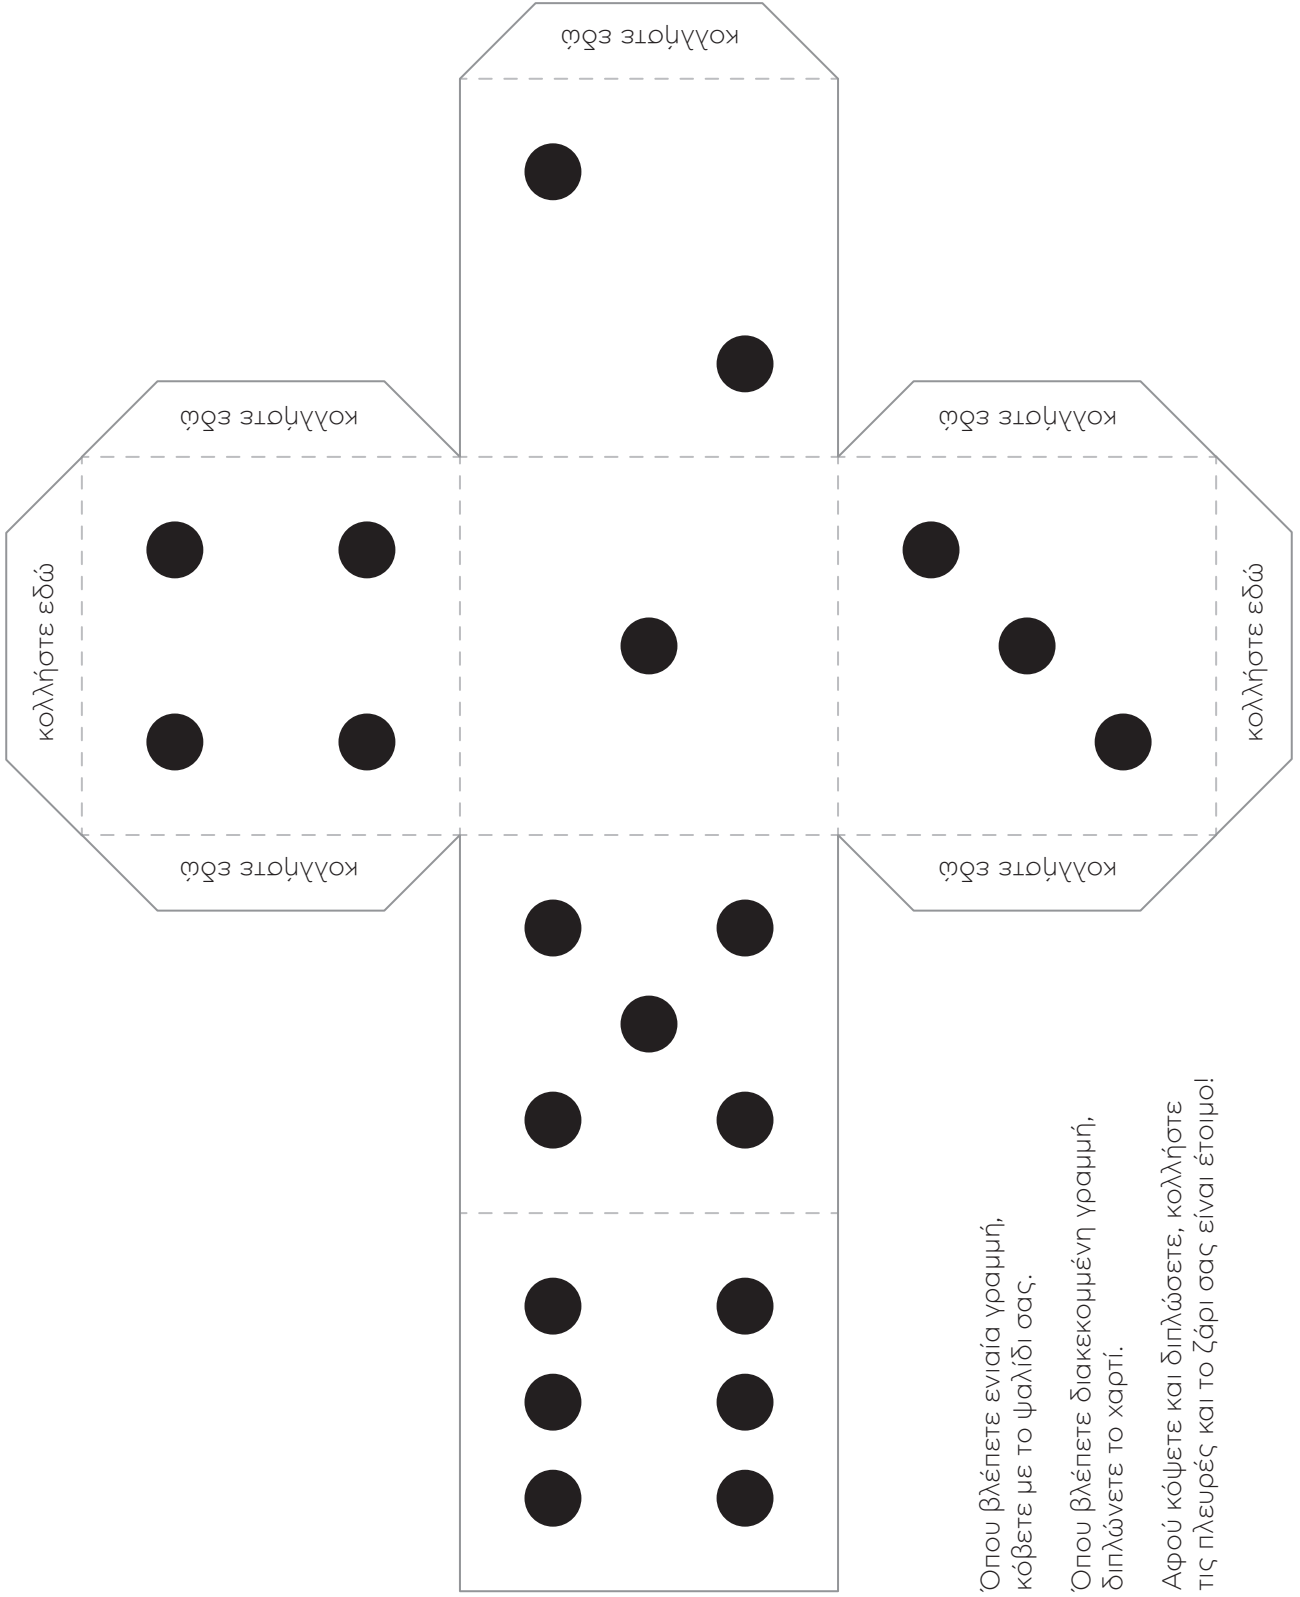 κολλήστε εδώ
κολλήστε εδώ
κολλήστε εδώ
κολλήστε εδώ
κολλήστε εδώ
κολλήστε εδώ
κολλήστε εδώ
Όπου βλέπετε ενιαία γραμμή,
κόβετε με το ψαλίδι σας.
Όπου βλέπετε διακεκομμένη γραμμή,
διπλώνετε το χαρτί.
Αφού κόψετε και διπλώσετε, κολλήστε
τις πλευρές και το ζάρι σας είναι έτοιμο!